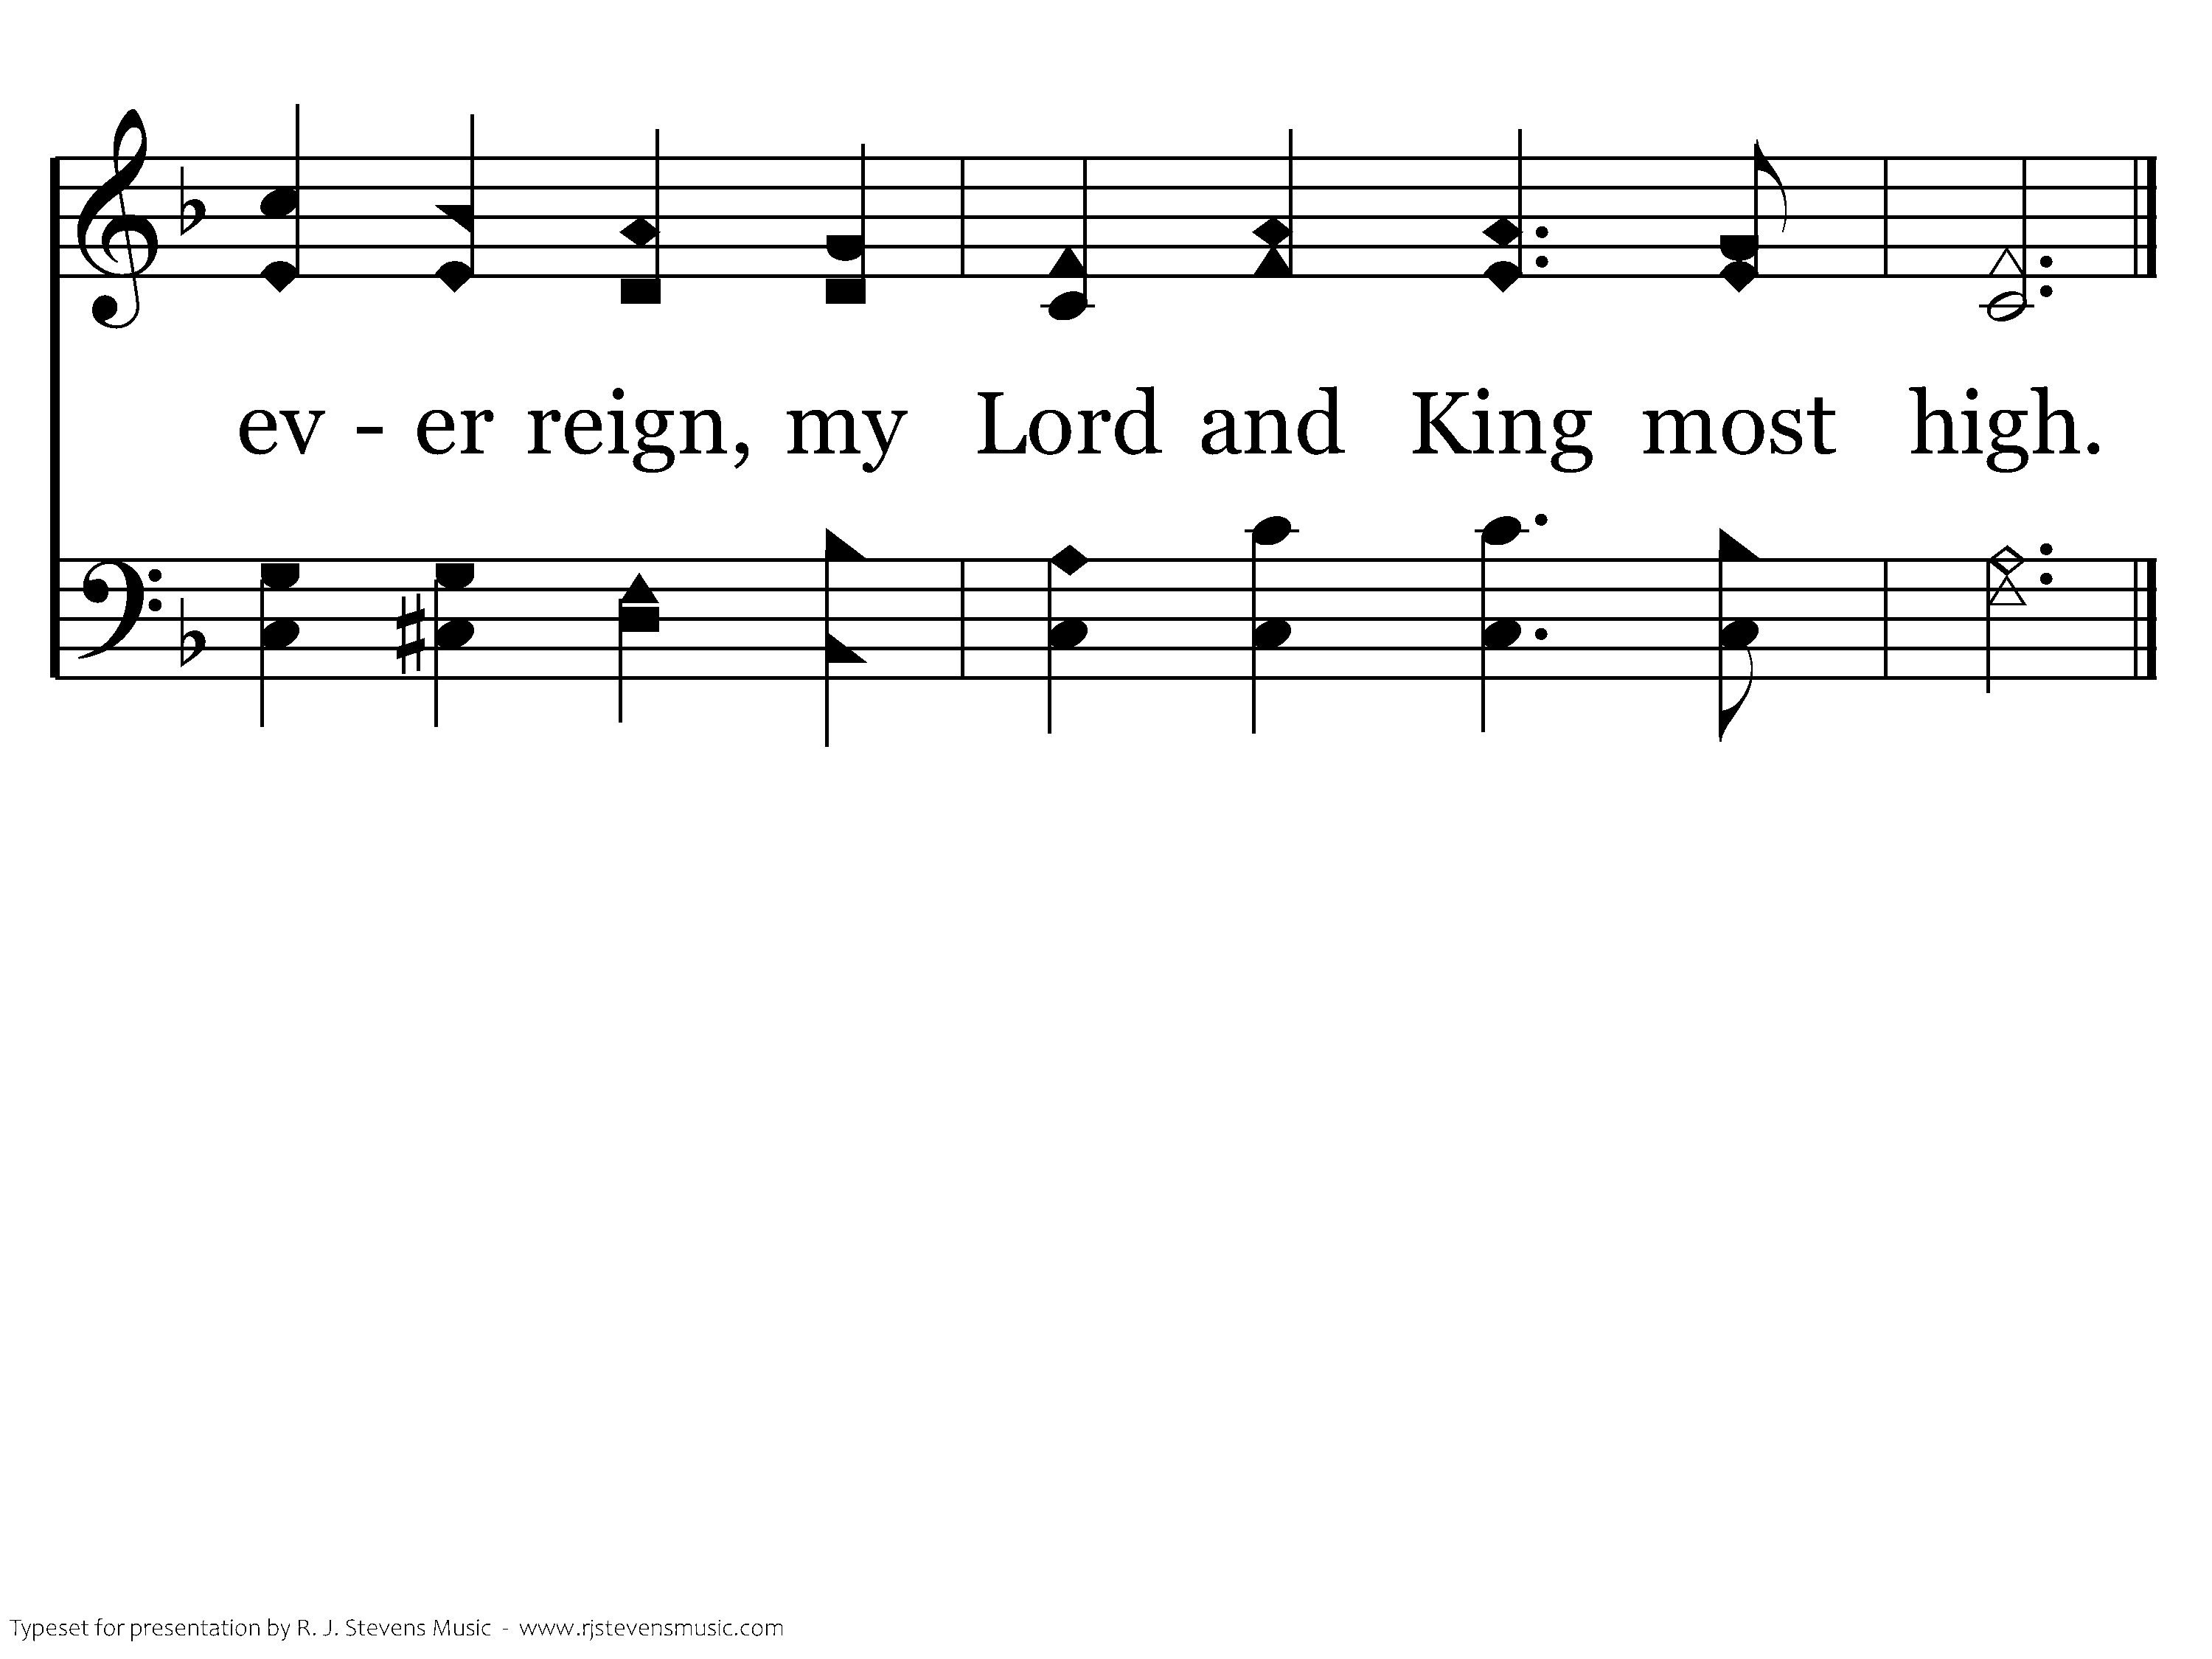 ev - er reign, my Lord and King most high.
Typeset for presentation by R. J. Stevens Music - www.rjstevensmusic.com